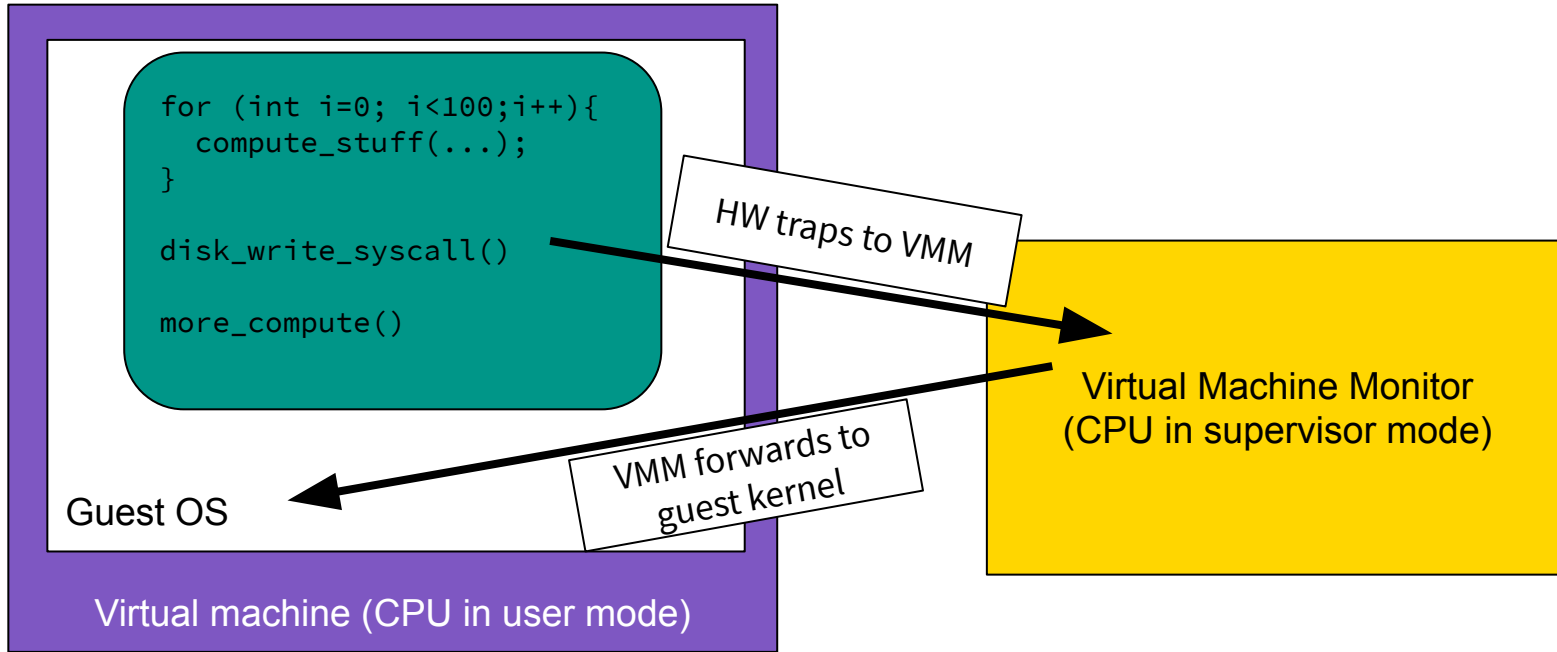 for (int i=0; i<100;i++){
  compute_stuff(...);
}
disk_write_syscall()
more_compute()
HW traps to VMM
Virtual Machine Monitor
(CPU in supervisor mode)
VMM forwards to
guest kernel
Guest OS
Virtual machine (CPU in user mode)